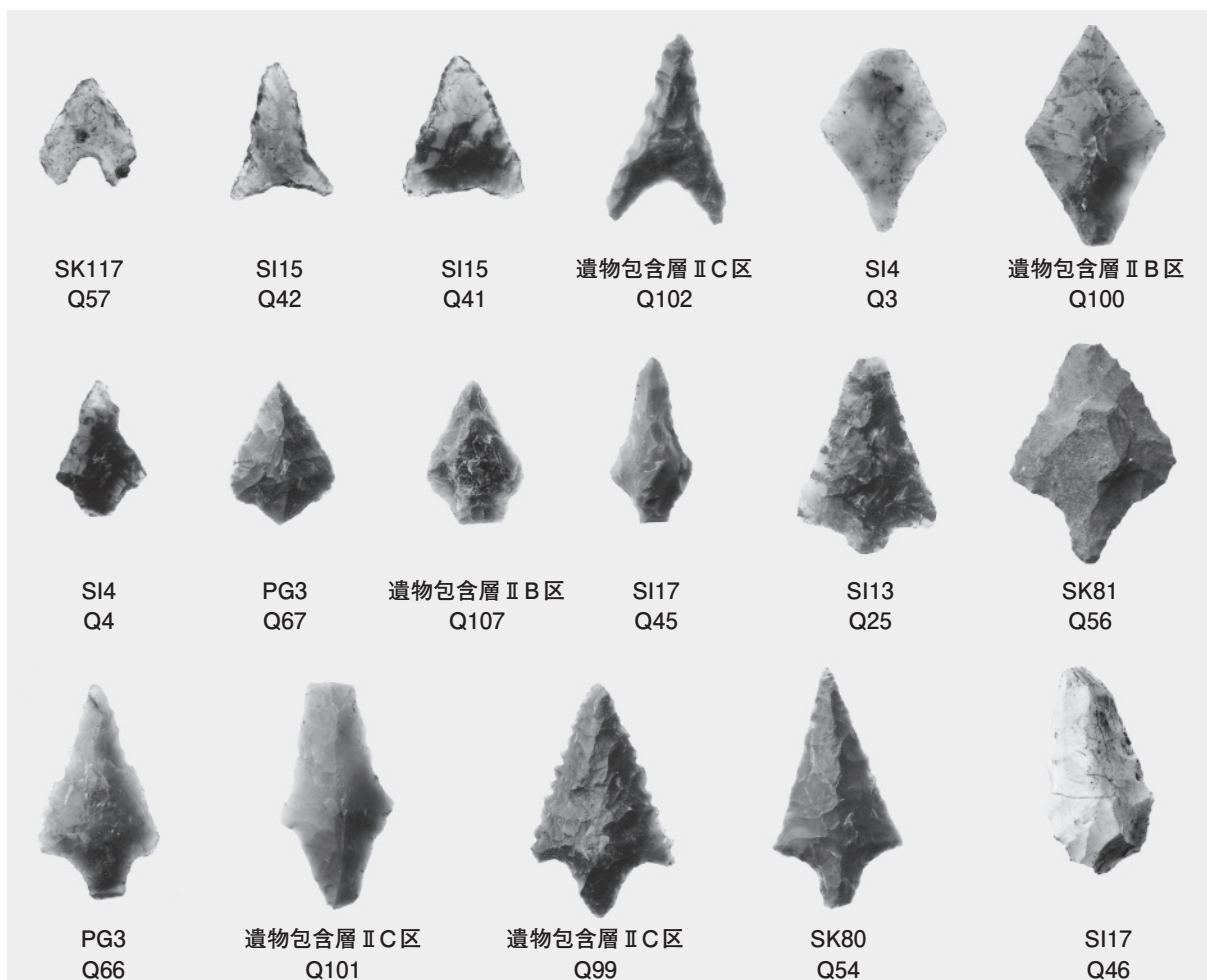 SK117
Q57
SI15
Q42
SI15
Q41
遺物包含層ⅡC区
Q102
SI4
Q3
遺物包含層ⅡB区
Q100
SI4
Q4
PG3
Q67
遺物包含層ⅡB区
Q107
SI17
Q45
SI13
Q25
SK81
Q56
PG3
Q66
遺物包含層ⅡC区
Q101
遺物包含層ⅡC区
Q99
SK80
Q54
SI17
Q46